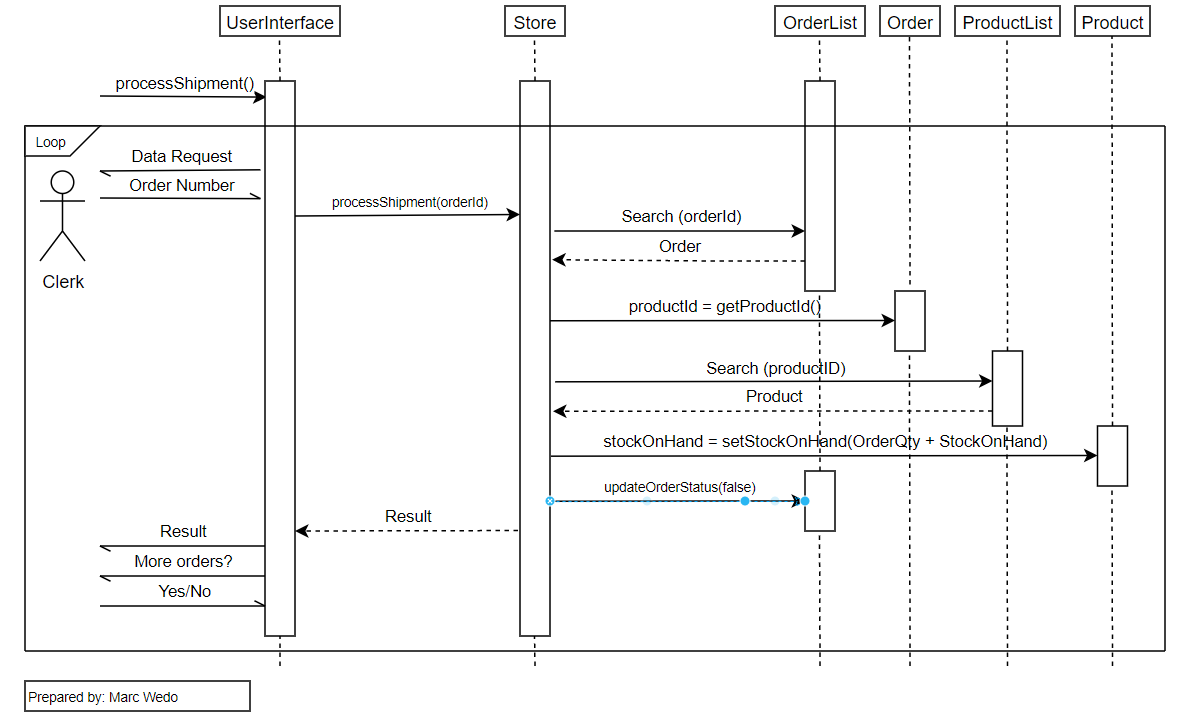 UserInterface
Store
OrderList
Order
ProductList
Product
processShipment()
Loop
Data Request
Order Number
processShipment(orderId)
Search (orderId)
Order
Clerk
productId = getProductId()
Search (productID)
Product
stockOnHand = setStockOnHand(OrderQty + StockOnHand)
updateOrderStatus(false)
Result
Result
More orders?
Yes/No
Prepared by: Marc Wedo